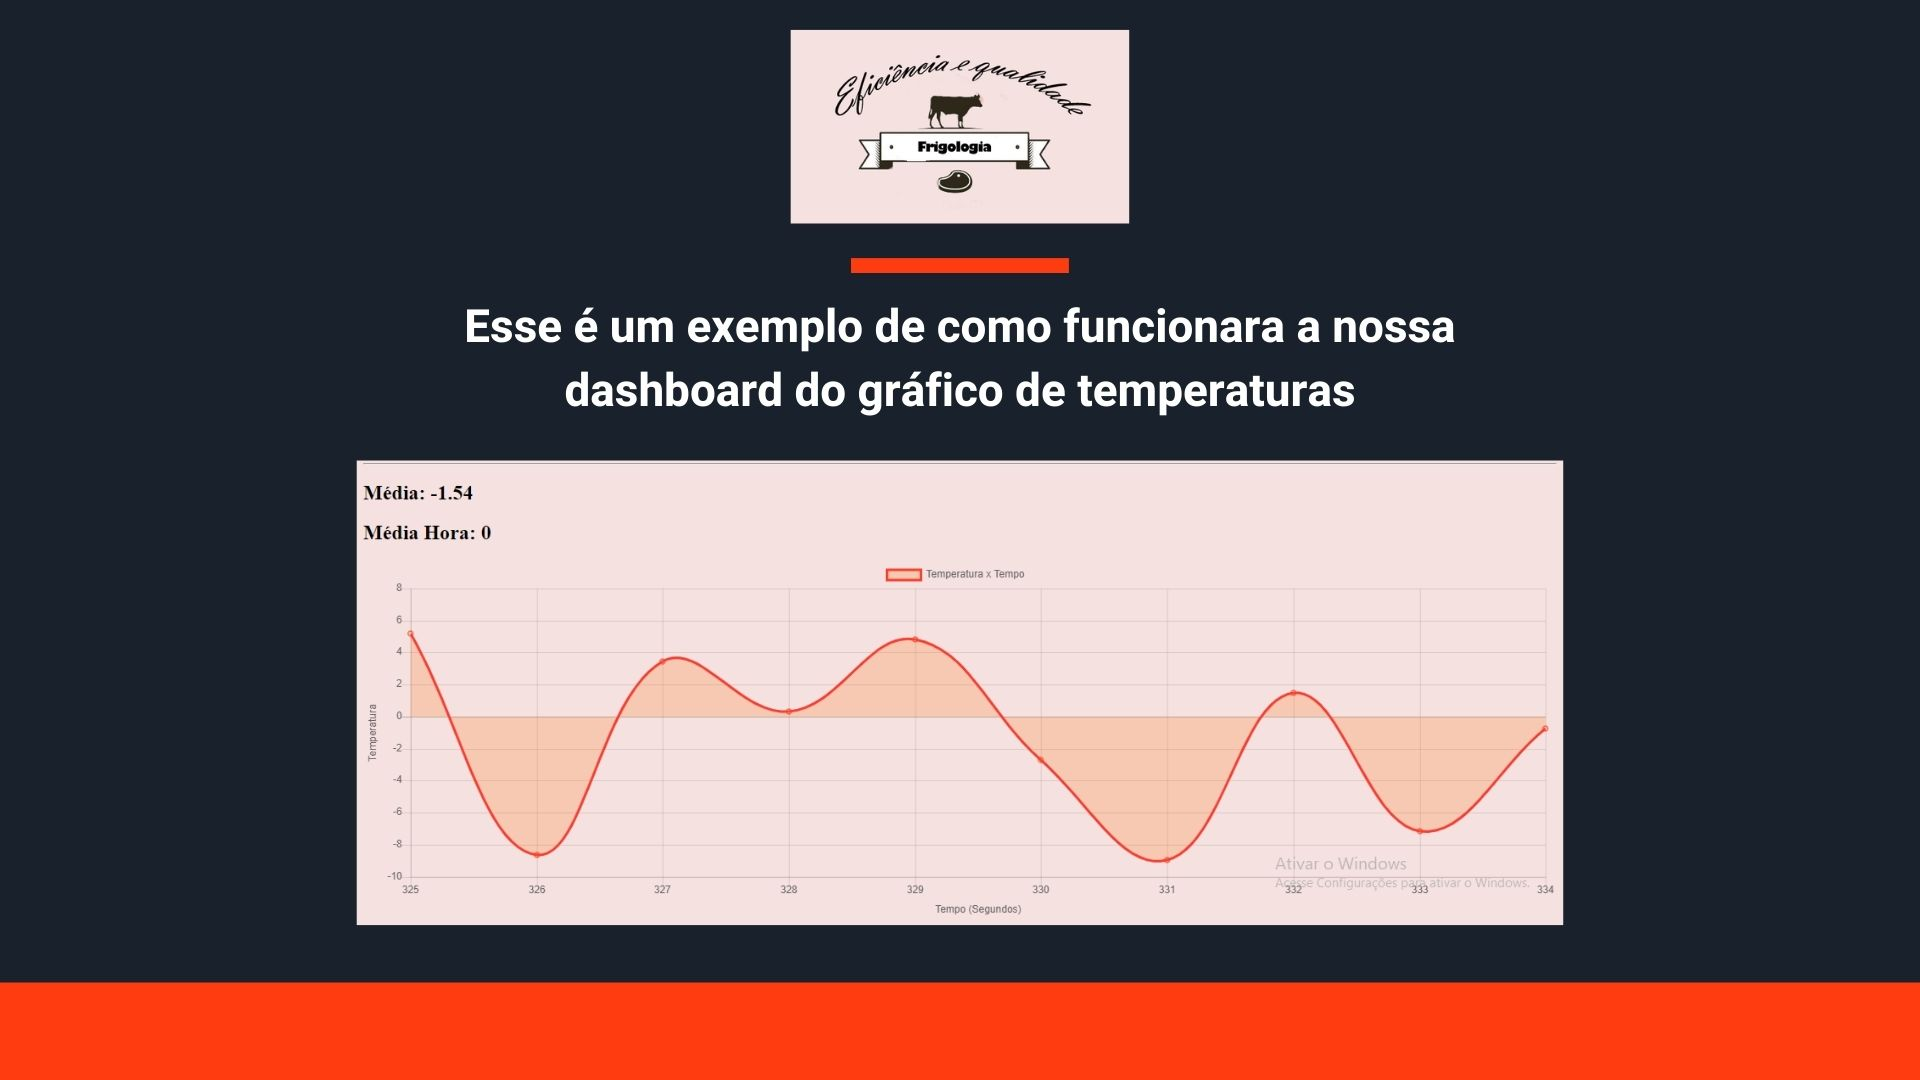 Eficiência e qualidade
Frigologia
Esse é um exemplo de como funcionara a nossa
dashboard do gráfico de temperaturas
Média: -1.54
Média Hora: 0
Temperatura x Tempo
8
6
4
2
0
-2
-4
-6
-8
-10
Temperatura
325 326 327 328 329 330 331 332 333 334
Tempo (Segundos)
Ativar o Windows
Acesse Configurações para ativar o Windows.